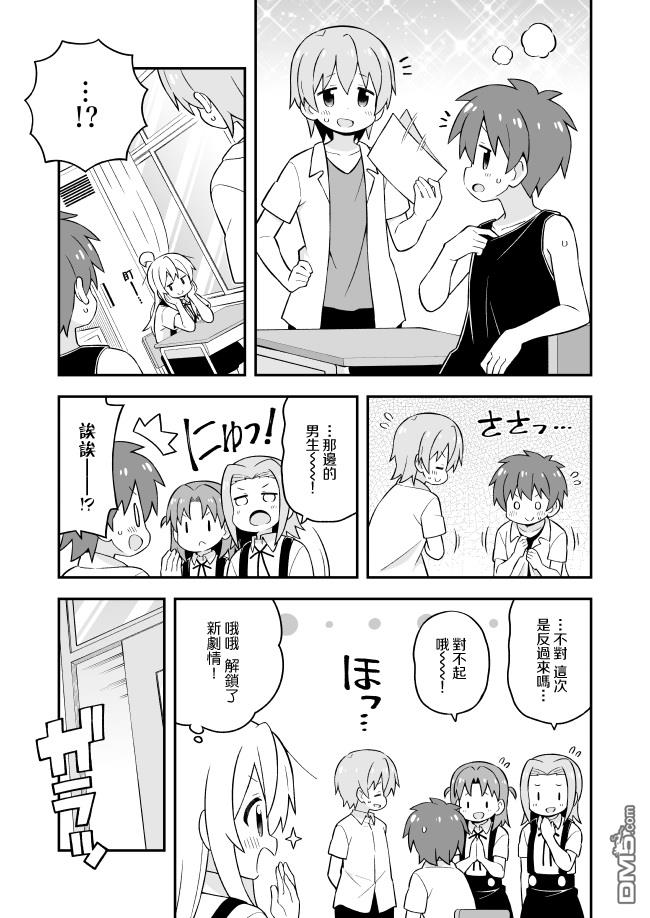 …
!?
盯——
ささっ…
…那邊的
男生~~~!
にゅっ!
誒誒——!?
…不對 這次
是反過來嗎…
對不起
哦~~~!
ほっ…
哦哦 解鎖了
新劇情!
ガラッ
DM5.com